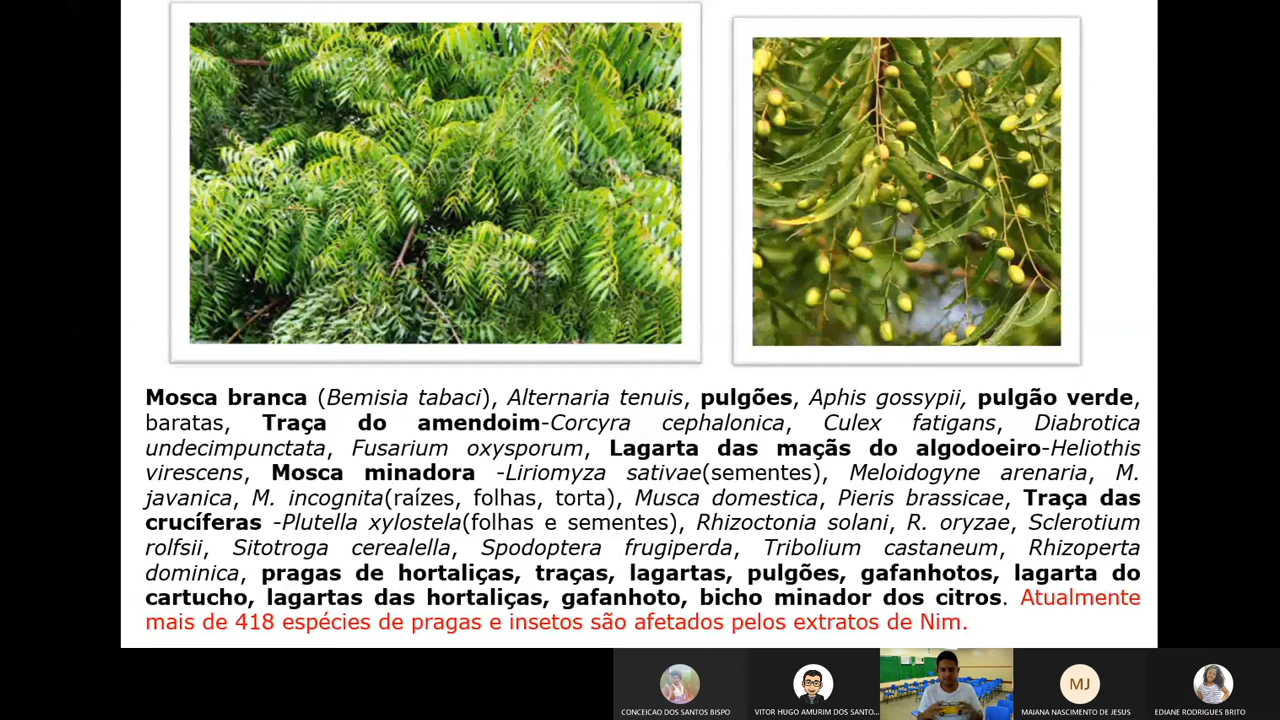 Mosca branca (Bemisia tabaci), Alternaria tenuis, pulgões, Aphis gossypii, pulgão verde,
baratas, Traça do amendoim-Corcyra cephalonica, Culex fatigans, Diabrotica
undecimpunctata, Fusarium oxysporum, Lagarta das maçãs do algodoeiro-Heliothis
virescens, Mosca minadora -Liriomyza sativae(sementes), Meloidogyne arenaria, M.
javanica, M. incognita(raízes, folhas, torta), Musca domestica, Pieris brassicae, Traça das
crucíferas -Plutella xylostela(folhas e sementes), Rhizoctonia solani, R. oryzae, Sclerotium
rolfsii, Sitotroga cerealella, Spodoptera frugiperda, Tribolium castaneum, Rhizoperta
dominica, pragas de hortaliças, traças, lagartas, pulgões, gafanhotos, lagarta do
cartucho, lagartas das hortaliças, gafanhoto, bicho minador dos citros. Atualmente
mais de 418 espécies de pragas e insetos são afetados pelos extratos de Nim.
MJ
CONCEICAO DOS SANTOS BISPO
VITOR HUGO AMURIM DOS SANTO...
MAIANA NASCIMENTO DE JESUS
EDIANE RODRIGUES BRITO